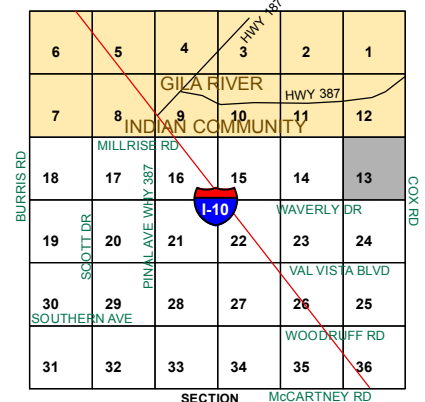 HWY 187
6 5 4 3 2 1
GILA RIVER
HWY 387
7 8 9 10 11 12
INDIAN COMMUNITY
MILLRISE RD
BURRIS RD
18 17 16 15 14 13
COX RD
PINAL AVE WHY 387
I-10
WAVERLY DR
SCOTT DR
19 20 21 22 23 24
VAL VISTA BLVD
30 29 28 27 26 25
SOUTHERN AVE
WOODRUFF RD
31 32 33 34 35 36
SECTION
McCARTNEY RD